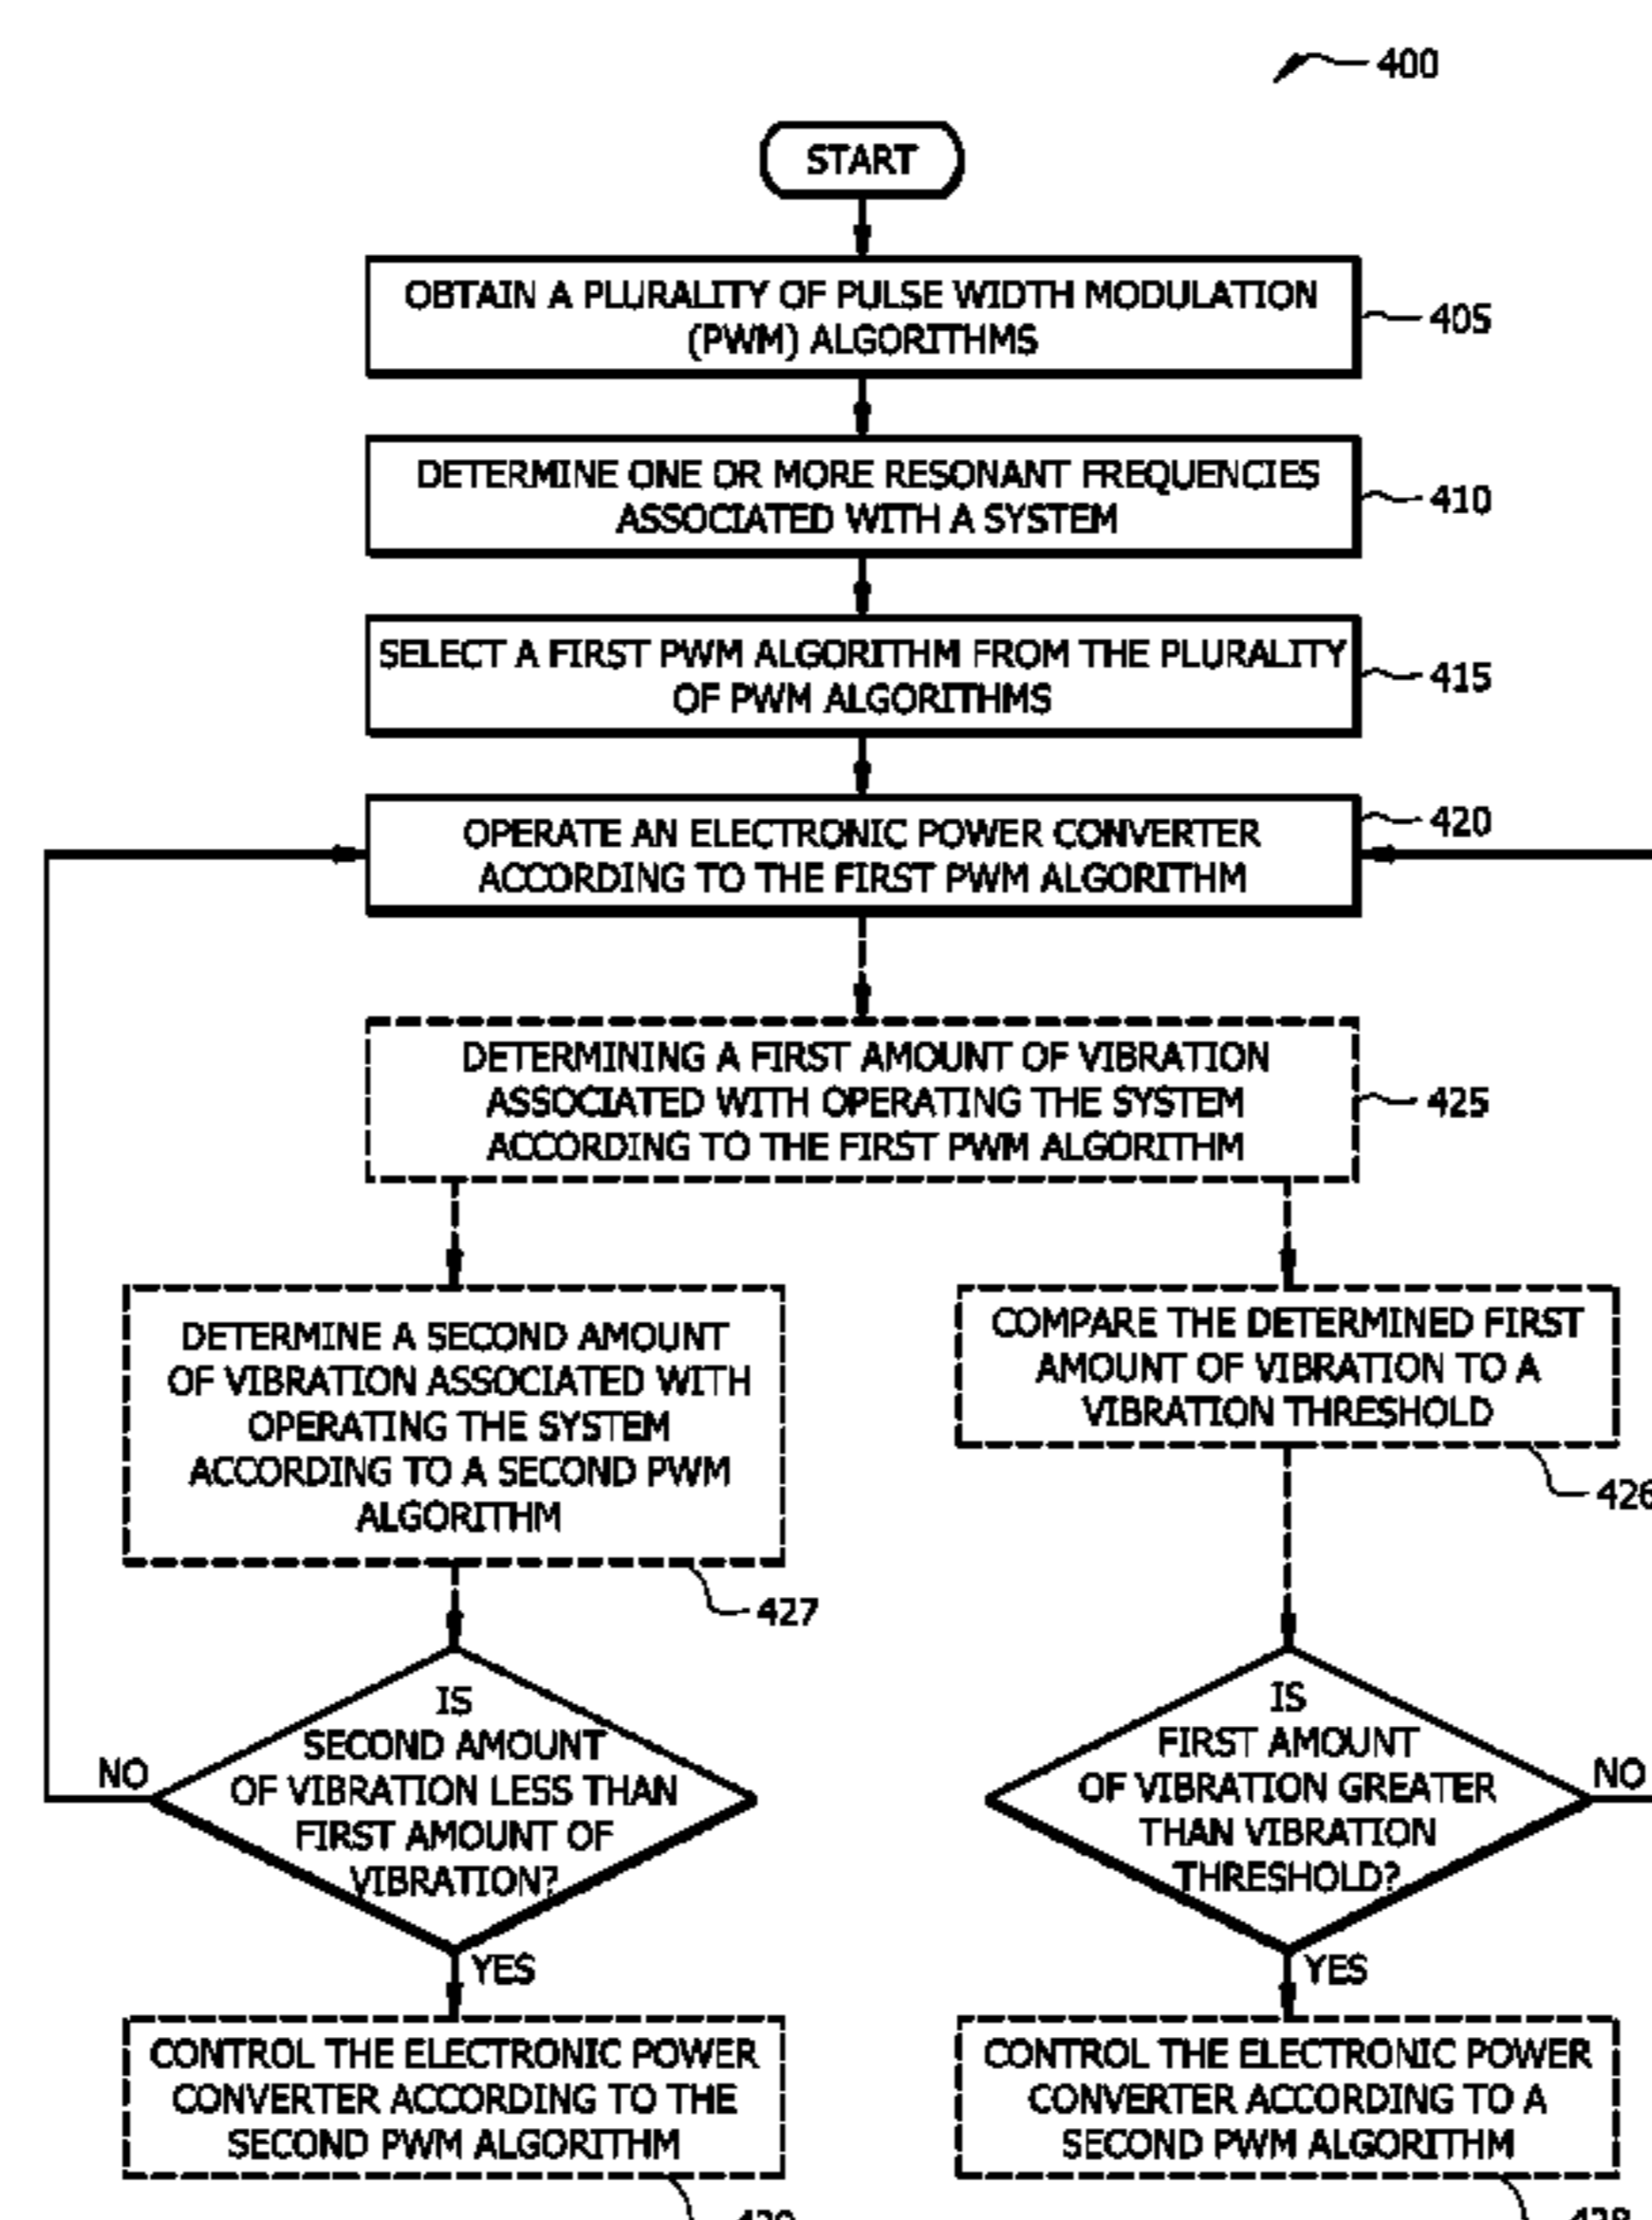 400
START
OBTAIN A PLURALITY OF PULSE WIDTH MODULATION
(PWM) ALGORITHMS
405
DETERMINE ONE OR MORE RESONANT FREQUENCIES
ASSOCIATED WITH A SYSTEM
410
SELECT A FIRST PWM ALGORITHM FROM THE PLURALITY
OF PWM ALGORITHMS
415
OPERATE AN ELECTRONIC POWER CONVERTER
ACCORDING TO THE FIRST PWM ALGORITHM
420
DETERMINING A FIRST AMOUNT OF VIBRATION
ASSOCIATED WITH OPERATING THE SYSTEM
ACCORDING TO THE FIRST PWM ALGORITHM
425
DETERMINE A SECOND AMOUNT
OF VIBRATION ASSOCIATED WITH
OPERATING THE SYSTEM
ACCORDING TO A SECOND PWM
ALGORITHM
427
COMPARE THE DETERMINED FIRST
AMOUNT OF VIBRATION TO A
VIBRATION THRESHOLD
426
IS
SECOND AMOUNT
OF VIBRATION LESS THAN
FIRST AMOUNT OF
VIBRATION?
NO
YES
IS
FIRST AMOUNT
OF VIBRATION GREATER
THAN VIBRATION
THRESHOLD?
NO
YES
CONTROL THE ELECTRONIC POWER
CONVERTER ACCORDING TO THE
SECOND PWM ALGORITHM
CONTROL THE ELECTRONIC POWER
CONVERTER ACCORDING TO A
SECOND PWM ALGORITHM